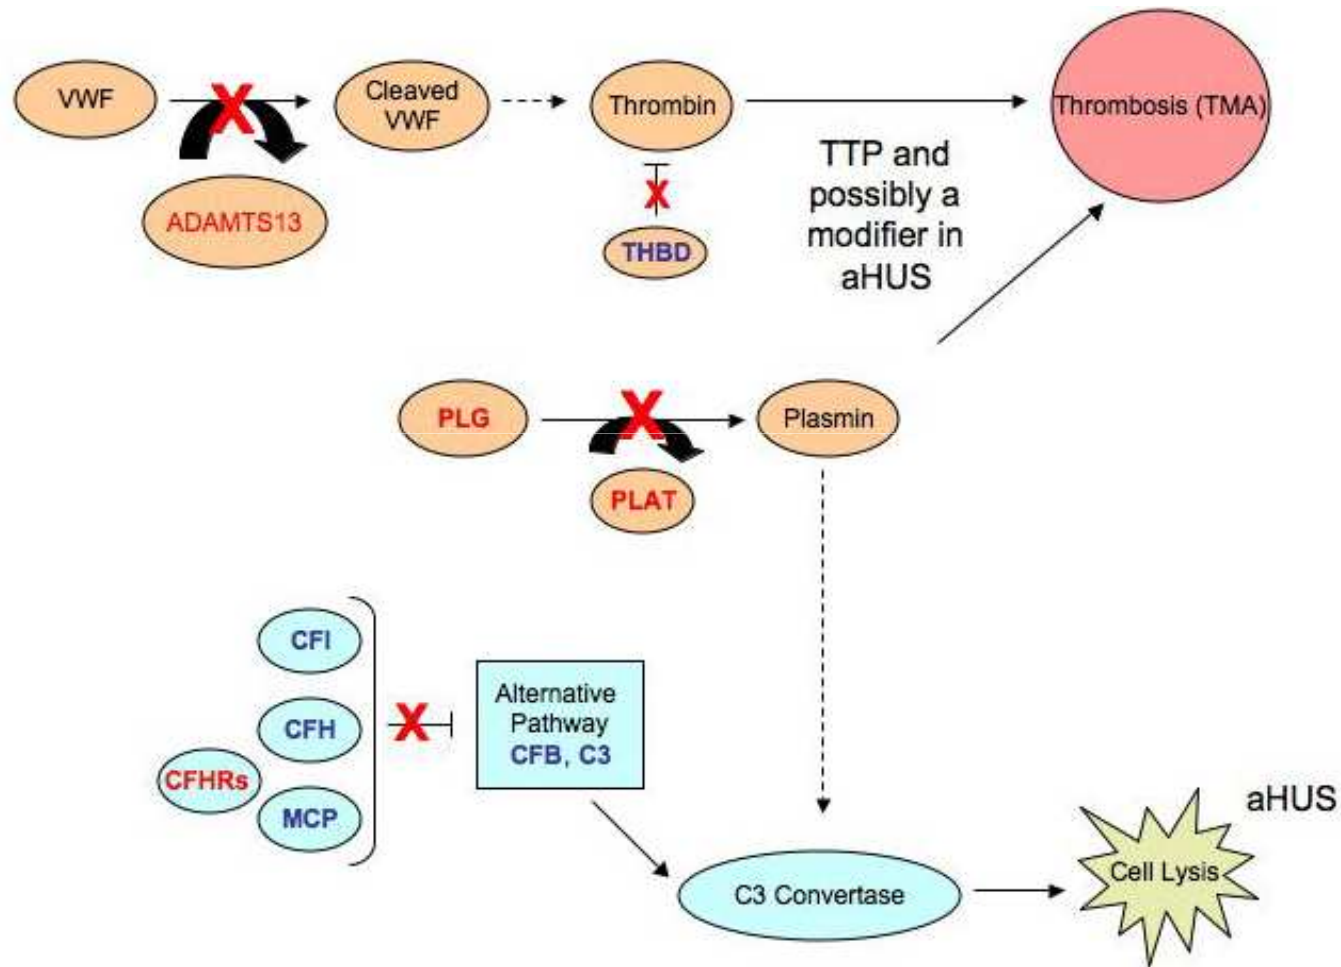 VWF
Cleaved
VWF
Thrombin
Thrombosis (TMA)
X
ADAMTS13
X
THBD
TTP and
possibly a
modifier in
aHUS
PLG
X
Plasmin
PLAT
CFI
CFH
CFHRs
MCP
X
Alternative
Pathway
CFB, C3
C3 Convertase
Cell Lysis
aHUS